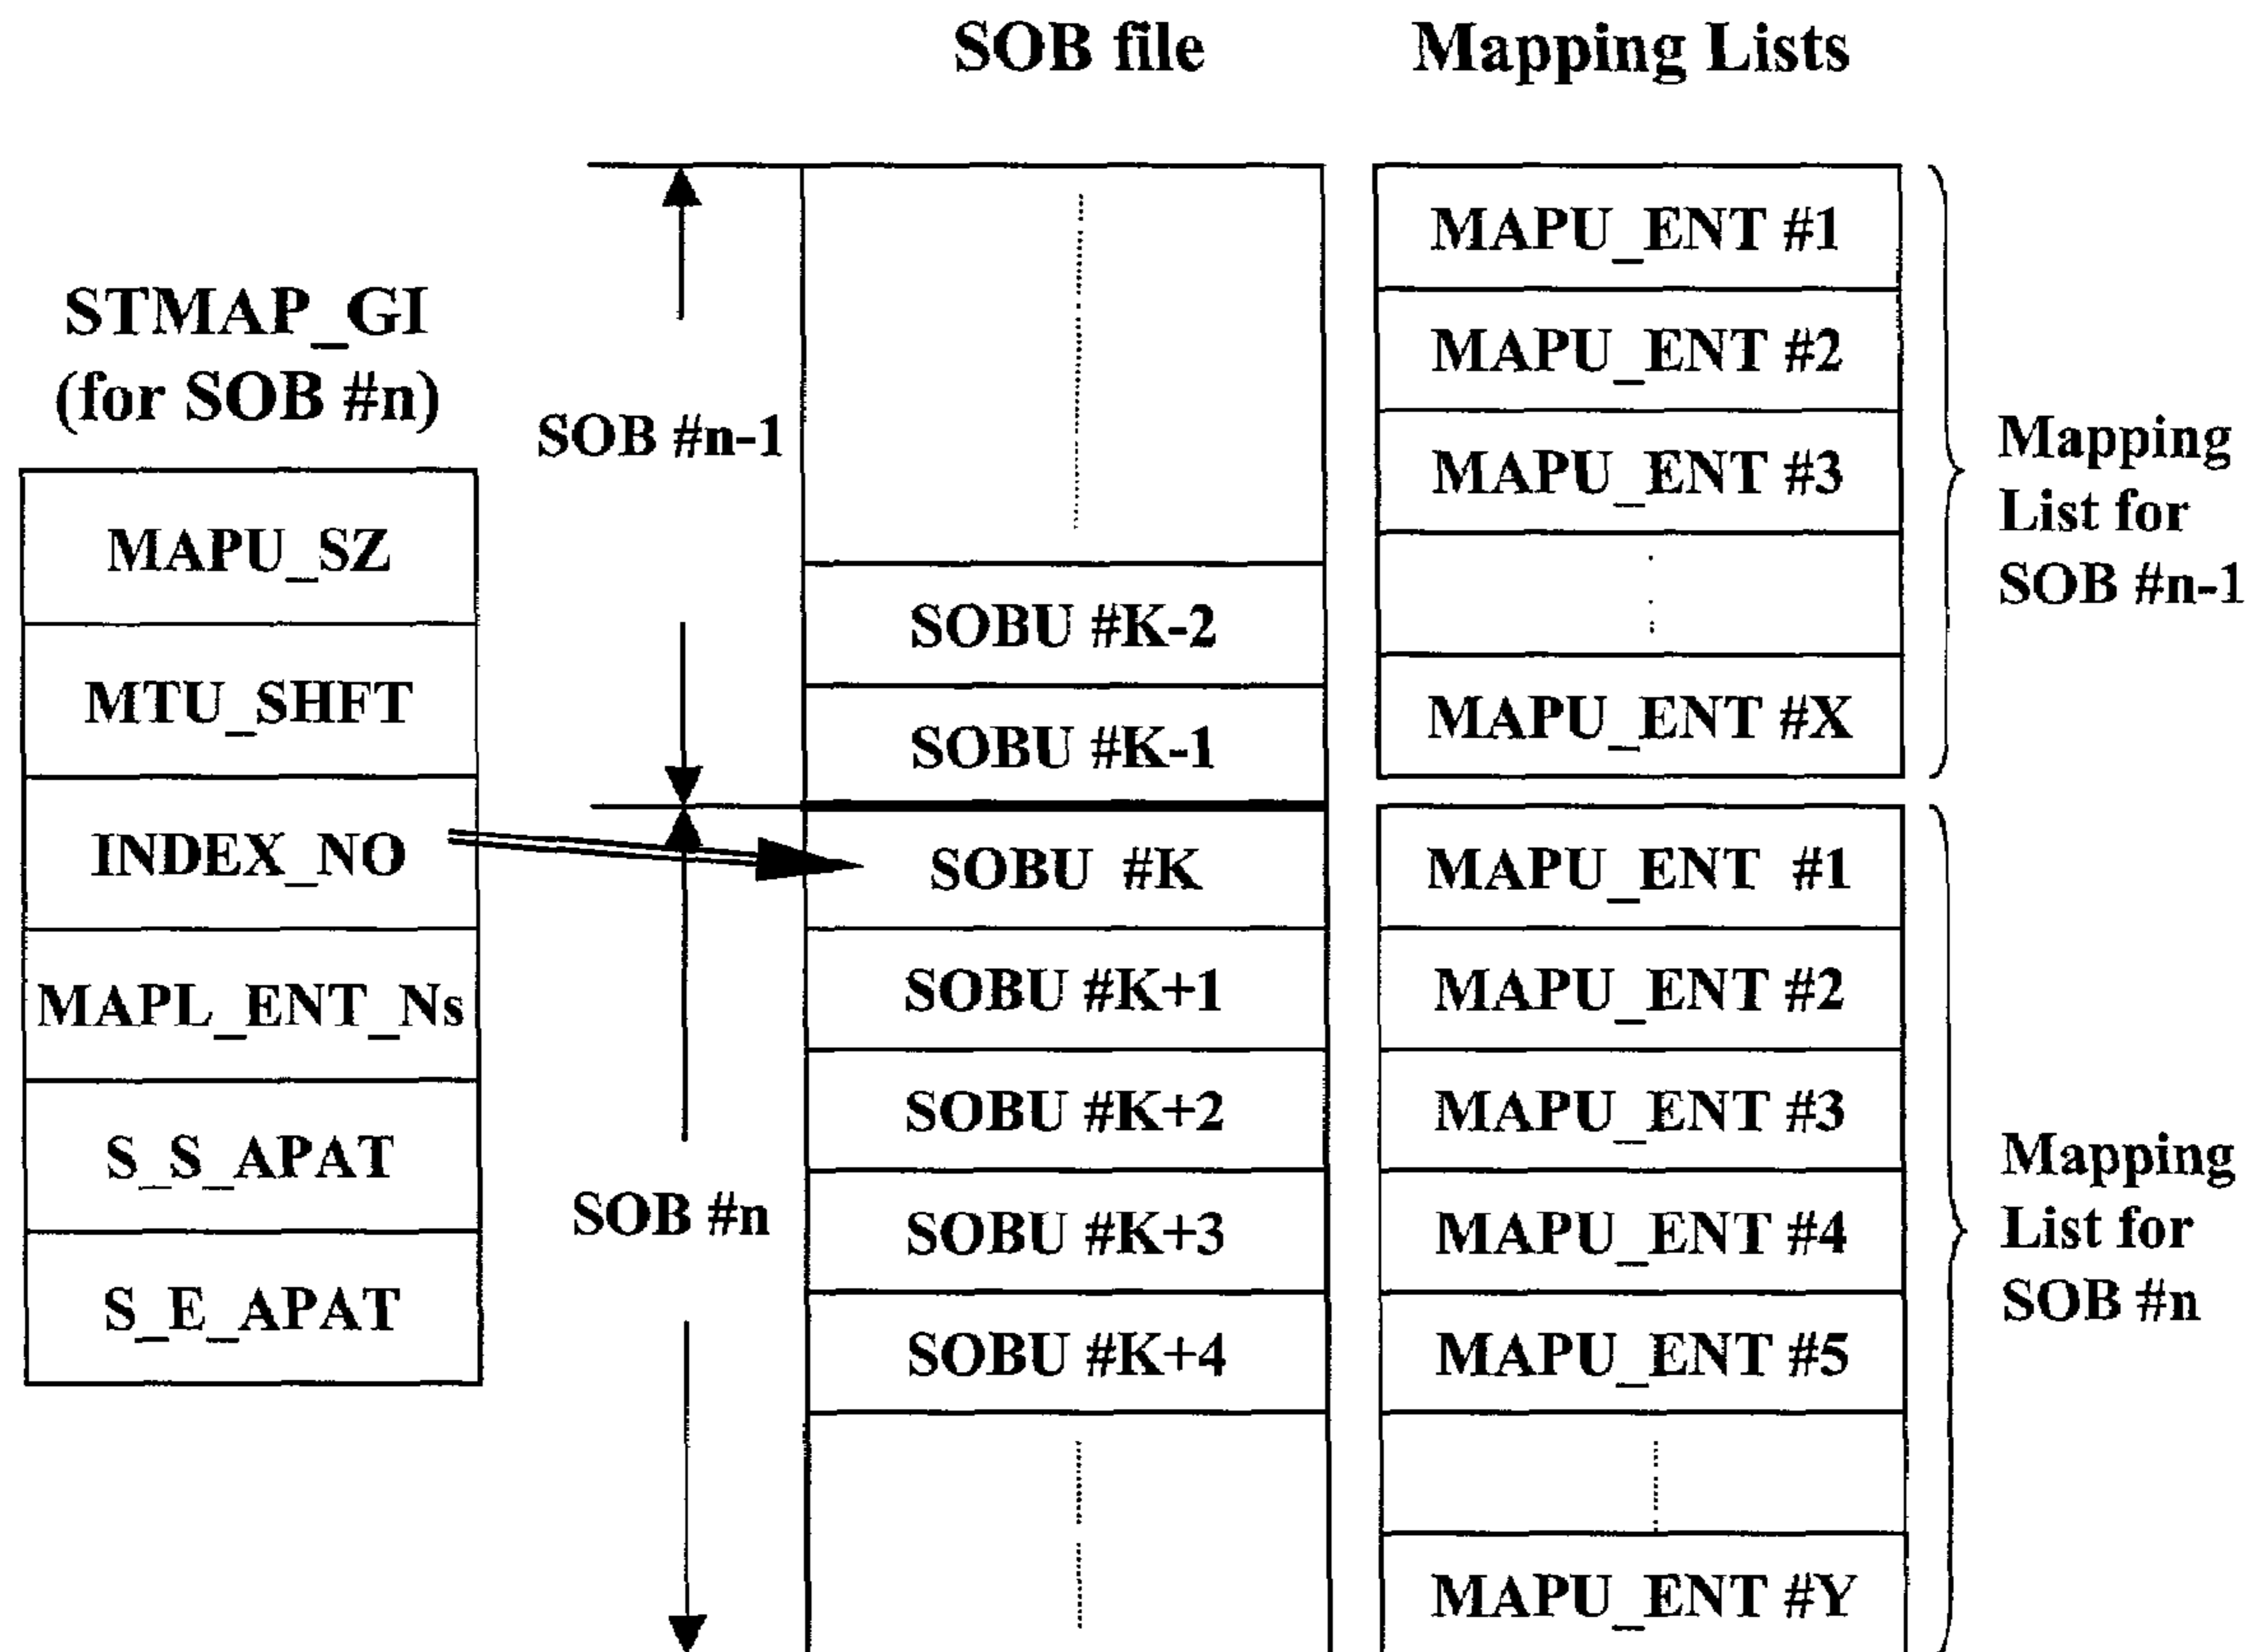 SOB file
Mapping Lists
STMAP_GI
(for SOB #n)
MAPU_SZ
MTU_SHFT
INDEX_NO
MAPL_ENT_Ns
S_S_APAT
S_E_APAT
SOB #n-1
SOB #n
SOBU #K-2
SOBU #K-1
SOBU #K
SOBU #K+1
SOBU #K+2
SOBU #K+3
SOBU #K+4
MAPU_ENT #1
MAPU_ENT #2
MAPU_ENT #3
MAPU_ENT #X
Mapping
List for
SOB #n-1
MAPU_ENT #1
MAPU_ENT #2
MAPU_ENT #3
MAPU_ENT #4
MAPU_ENT #5
MAPU_ENT #Y
Mapping
List for
SOB #n